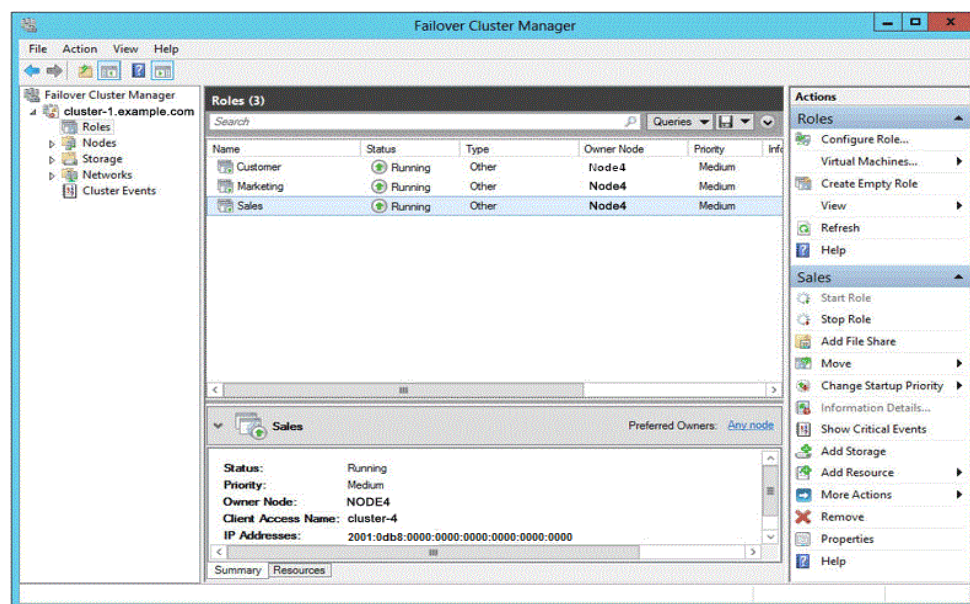 Failover Cluster Manager
File Action View Help
Failover Cluster Manager
cluster-1.example.com
Roles
Nodes
Storage
Networks
Cluster Events
Roles (3)
Search
Queries
Name Status Type Owner Node Priority Info
Customer Running Other Node4 Medium
Marketing Running Other Node4 Medium
Sales Running Other Node4 Medium
Sales
Preferred Owners: Any node
Status: Running
Priority: Medium
Owner Node: NODE4
Client Access Name: cluster-4
IP Addresses: 2001:0db8:0000:0000:0000:0000:0000:0000
Summary Resources
Actions
Roles
Configure Role...
Virtual Machines...
Create Empty Role
View
Refresh
Help
Sales
Start Role
Stop Role
Add File Share
Move
Change Startup Priority
Information Details...
Show Critical Events
Add Storage
Add Resource
More Actions
Remove
Properties
Help